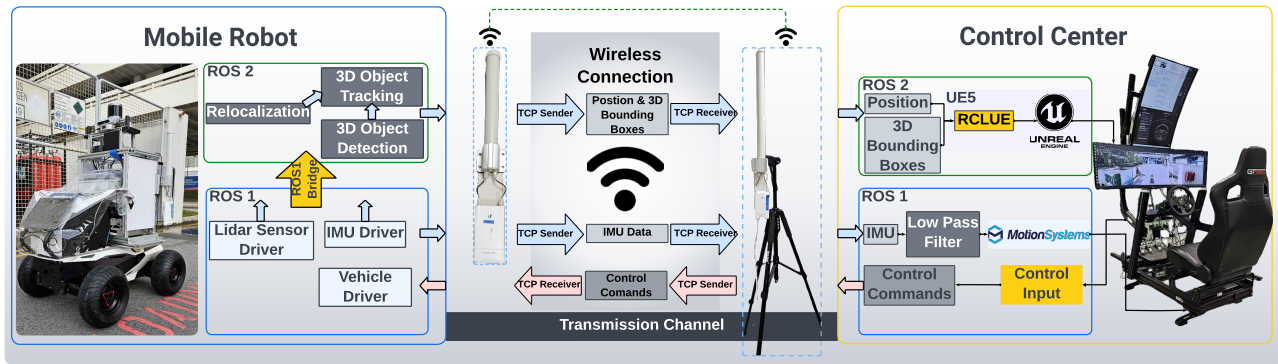 Mobile Robot
ROS 2
3D Object
Tracking
Relocalization
3D Object
Detection
ROS1
Bridge
ROS 1
Lidar Sensor
Driver
IMU Driver
Vehicle
Driver
Wireless
Connection
TCP Sender
Postion & 3D
Bounding
Boxes
TCP Receiver
TCP Sender
IMU Data
TCP Receiver
TCP Receiver
Control
Comands
TCP Sender
Transmission Channel
Control Center
ROS 2
Position
3D
Bounding
Boxes
UE5
RCLUE
UNREAL
ENGINE
ROS 1
IMU
Low Pass
Filter
MotionSystems
Control
Commands
Control
Input